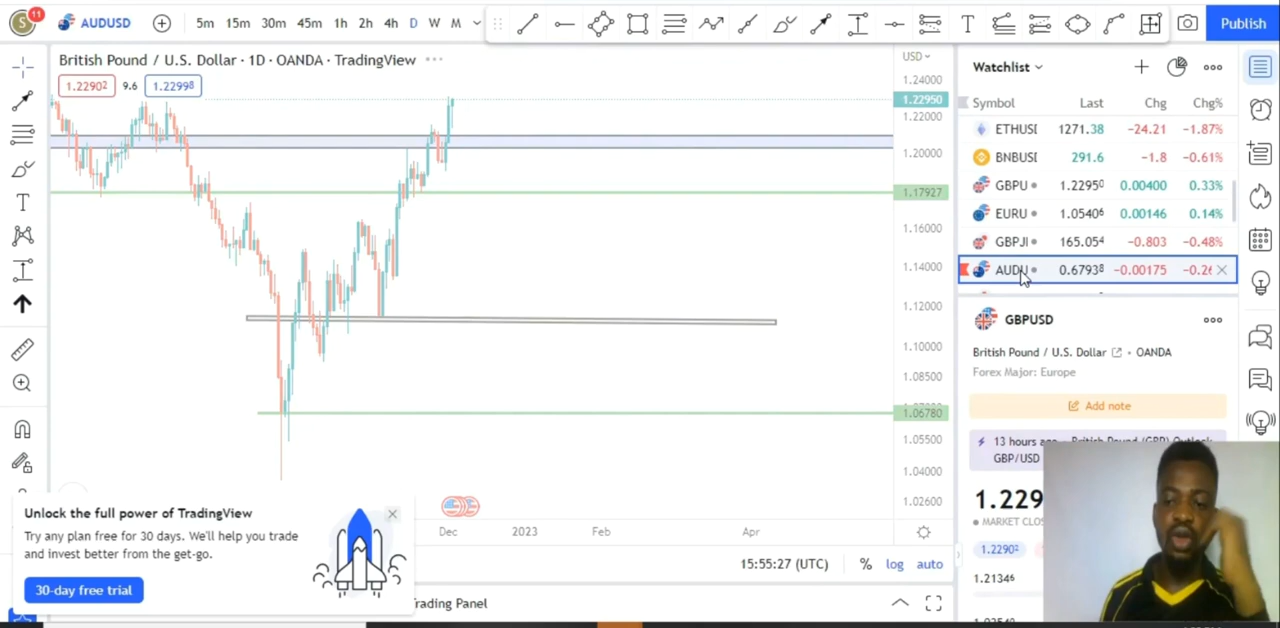 S 11 AUDUSD 5m 15m 30m 45m 1h 2h 4h D W M T Publish
British Pound / U.S. Dollar · 1D · OANDA · TradingView
1.22902 9.6 1.22998
USD
1.24000
1.22950
1.22000
1.20000
1.17927
1.16000
1.14000
1.12000
1.10000
1.08500
1.06780
1.05500
1.04000
1.02600
Dec 2023 Feb Apr
15:55:27 (UTC) % log auto
Trading Panel
Unlock the full power of TradingView
Try any plan free for 30 days. We'll help you trade
and invest better from the get-go.
30-day free trial
Watchlist
Symbol Last Chg Chg%
ETHUSI 1271.38 −24.21 −1.87%
BNBUSI 291.6 −1.8 −0.61%
GBPU 1.22950 0.00400 0.33%
EURU 1.05406 0.00146 0.14%
GBPJI 165.054 −0.803 −0.48%
AUDU 0.67938 −0.00175
GBPUSD
British Pound / U.S. Dollar · OANDA
Forex Major: Europe
Add note
13 hours ago British Pound (GBP) Outlook
GBP/USD
1.229
MARKET CLO
1.22902
1.21346